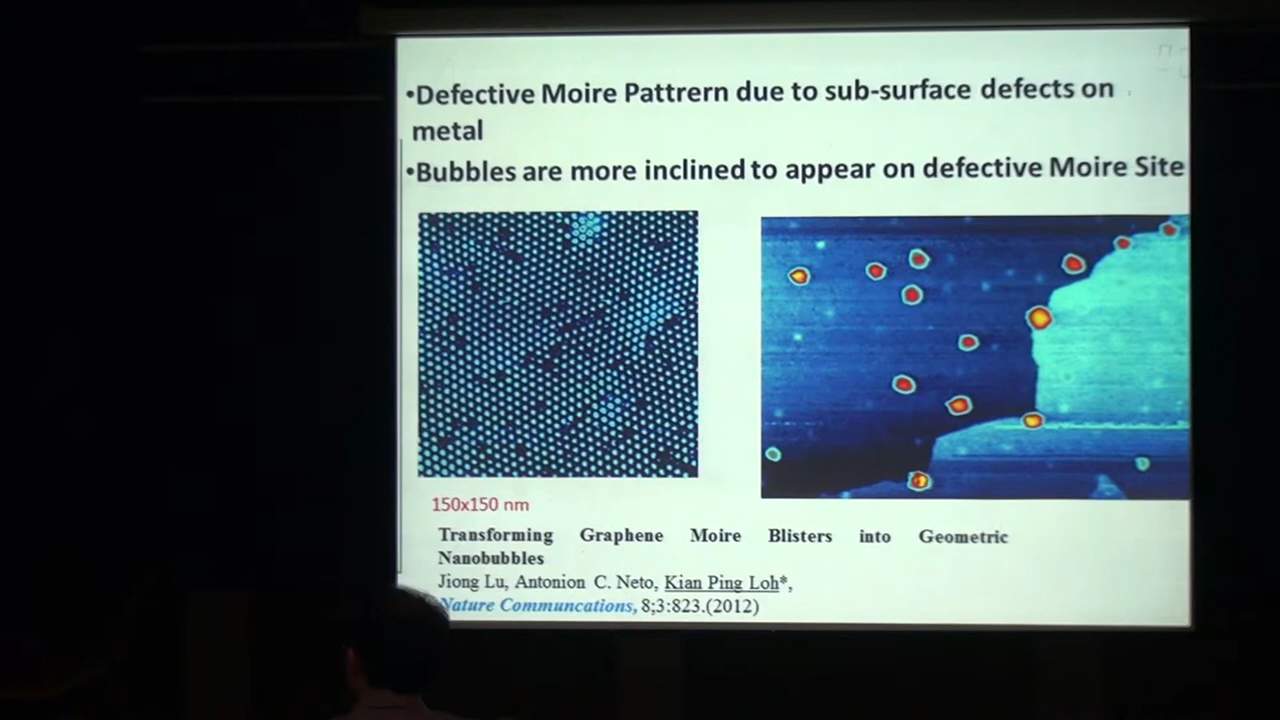 •Defective Moire Pattrern due to sub-surface defects on
metal
•Bubbles are more inclined to appear on defective Moire Site
150x150 nm
Transforming Graphene Moire Blisters into Geometric
Nanobubbles
Jiong Lu, Antonion C. Neto, Kian Ping Loh*,
Nature Communcations, 8;3:823.(2012)